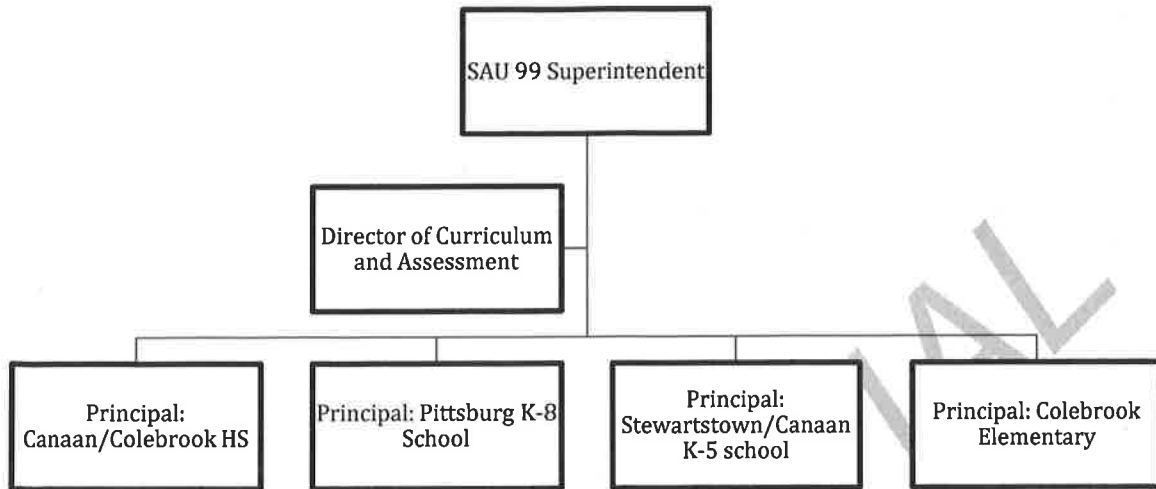 SAU 99 Superintendent
Director of Curriculum
and Assessment
Principal:
Canaan/Colebrook HS
Principal: Pittsburg K-8
School
Principal:
Stewartstown/Canaan
K-5 school
Principal: Colebrook
Elementary